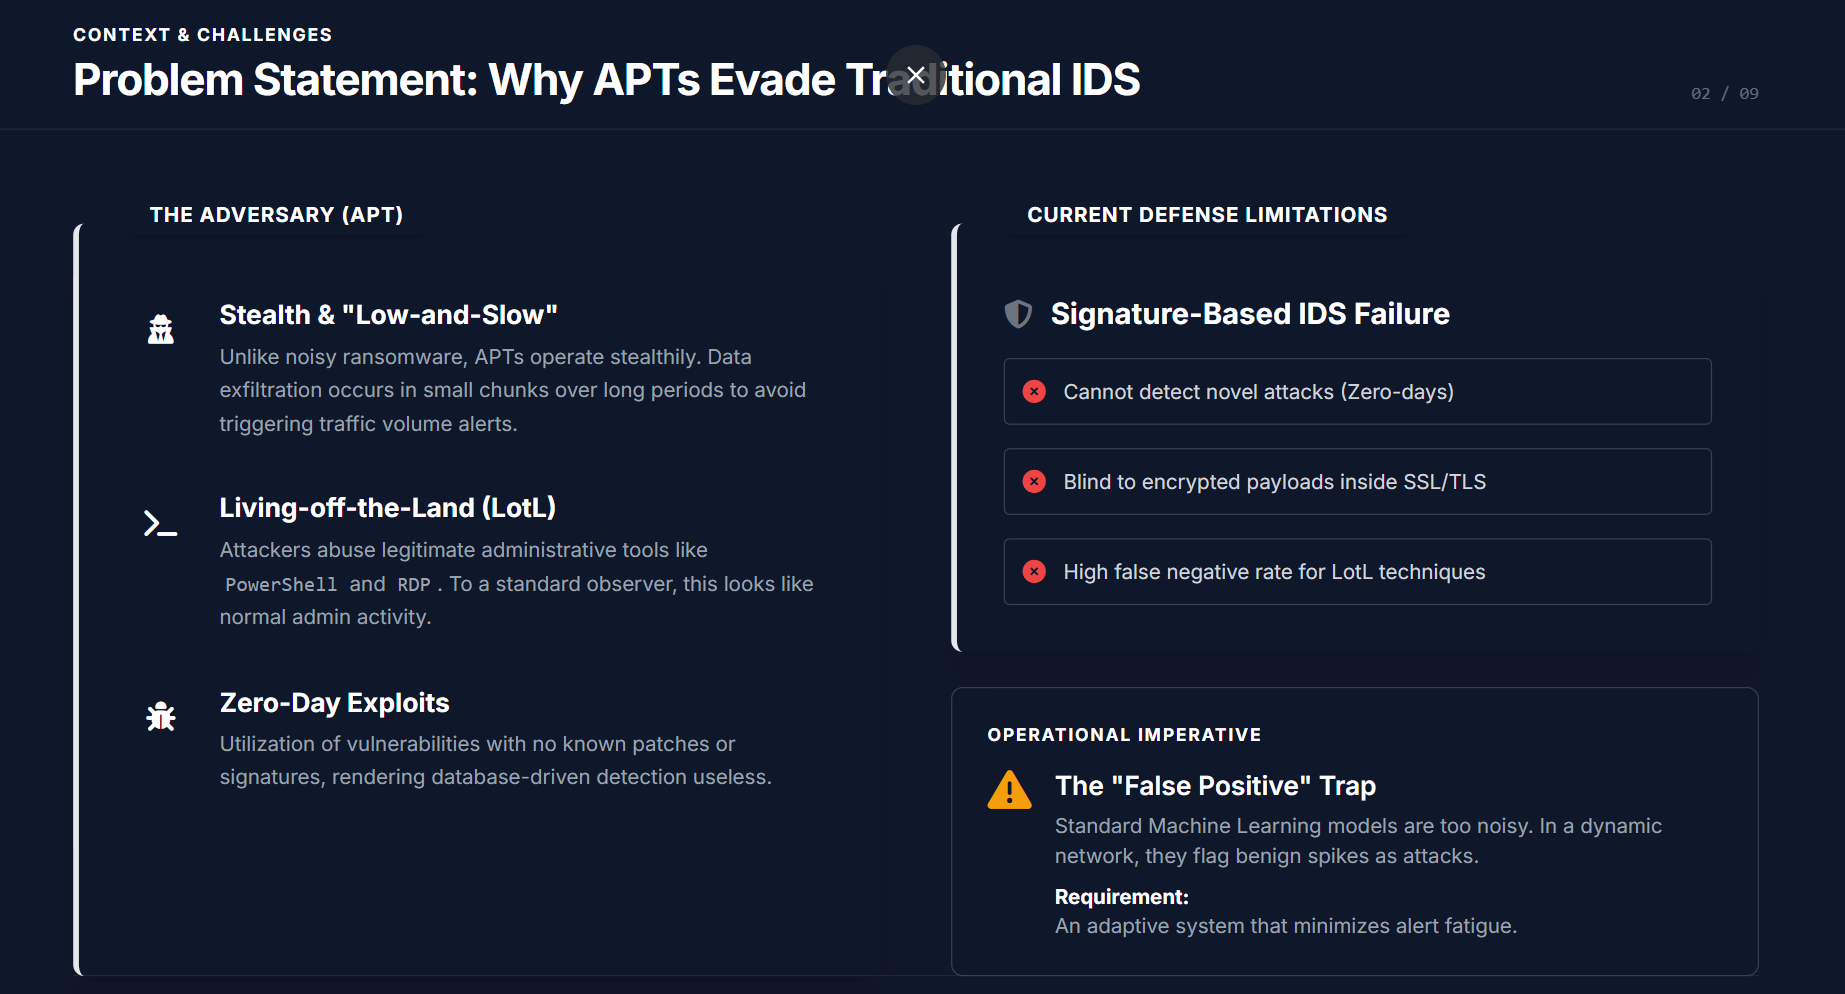 CONTEXT & CHALLENGES
Problem Statement: Why APTs Evade Traditional IDS
02 / 09
THE ADVERSARY (APT)
Stealth & "Low-and-Slow"
Unlike noisy ransomware, APTs operate stealthily. Data
exfiltration occurs in small chunks over long periods to avoid
triggering traffic volume alerts.
Living-off-the-Land (LotL)
Attackers abuse legitimate administrative tools like
PowerShell and RDP. To a standard observer, this looks like
normal admin activity.
Zero-Day Exploits
Utilization of vulnerabilities with no known patches or
signatures, rendering database-driven detection useless.
CURRENT DEFENSE LIMITATIONS
Signature-Based IDS Failure
Cannot detect novel attacks (Zero-days)
Blind to encrypted payloads inside SSL/TLS
High false negative rate for LotL techniques
OPERATIONAL IMPERATIVE
The "False Positive" Trap
Standard Machine Learning models are too noisy. In a dynamic
network, they flag benign spikes as attacks.
Requirement:
An adaptive system that minimizes alert fatigue.